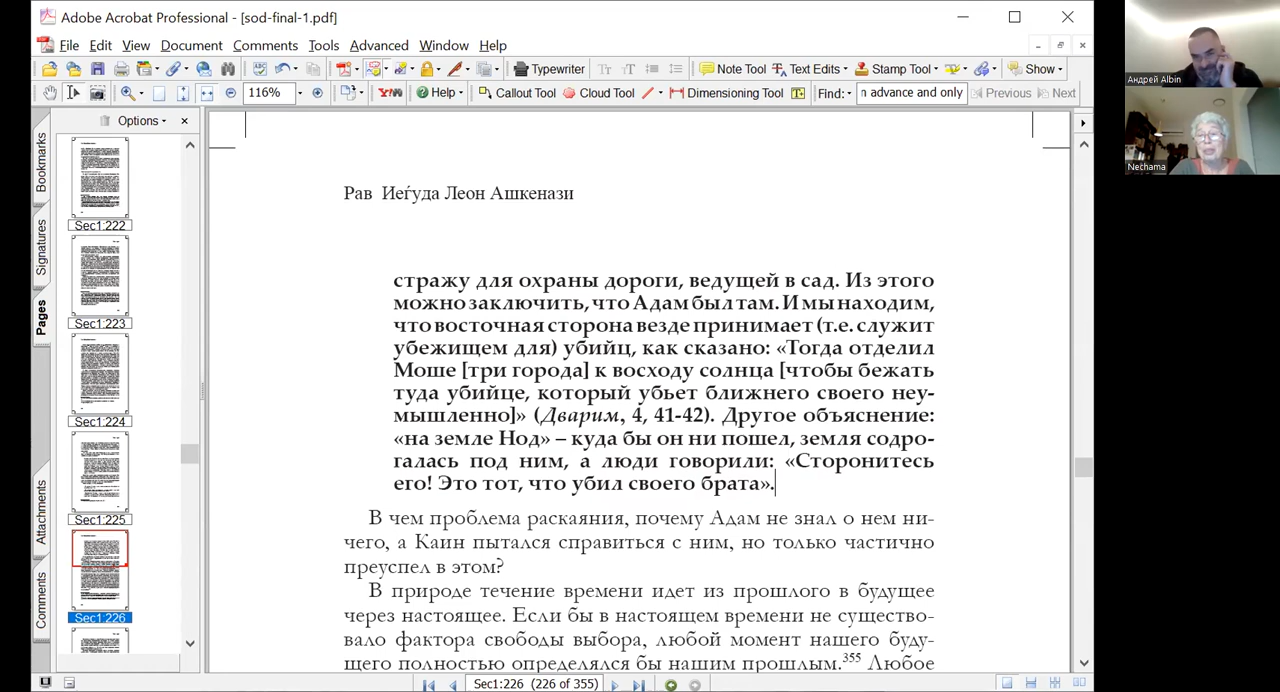 Adobe Acrobat Professional - [sod-final-1.pdf]
File Edit View Document Comments Tools Advanced Window Help
Typewriter Note Tool Text Edits Stamp Tool Show
116% Help Callout Tool Cloud Tool Dimensioning Tool Find: n advance and only Previous Next
Options
Bookmarks
Signatures
Pages
Attachments
Comments
Sec1:222
Sec1:223
Sec1:224
Sec1:225
Sec1:226
Рав Иегуда Леон Ашкенази
стражу для охраны дороги, ведущей в сад. Из этого
можно заключить, что Адам был там. И мы находим,
что восточная сторона везде принимает (т.е. служит
убежищем для) убийц, как сказано: «Тогда отделил
Моше [три города] к восходу солнца [чтобы бежать
туда убийце, который убьет ближнего своего неу-
мышленно]» (Дварим, 4, 41-42). Другое объяснение:
«на земле Нод» – куда бы он ни пошел, земля содро-
галась под ним, а люди говорили: «Сторонитесь
его! Это тот, что убил своего брата».
В чем проблема раскаяния, почему Адам не знал о нем ни-
чего, а Каин пытался справиться с ним, но только частично
преуспел в этом?
В природе течение времени идет из прошлого в будущее
через настоящее. Если бы в настоящем времени не существо-
вало фактора свободы выбора, любой момент нашего буду-
щего полностью определялся бы нашим прошлым.355 Любое
Sec1:226 (226 of 355)
Андрей Albin
Nechama